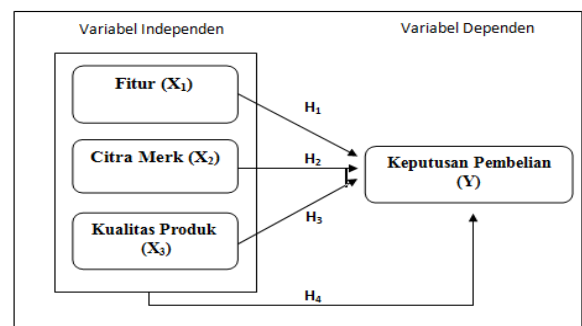 Variabel Independen
Variabel Dependen
Fitur (X₁)
H₁
Citra Merk (X₂)
H₂
Keputusan Pembelian
(Y)
Kualitas Produk
(X₃)
H₃
H₄